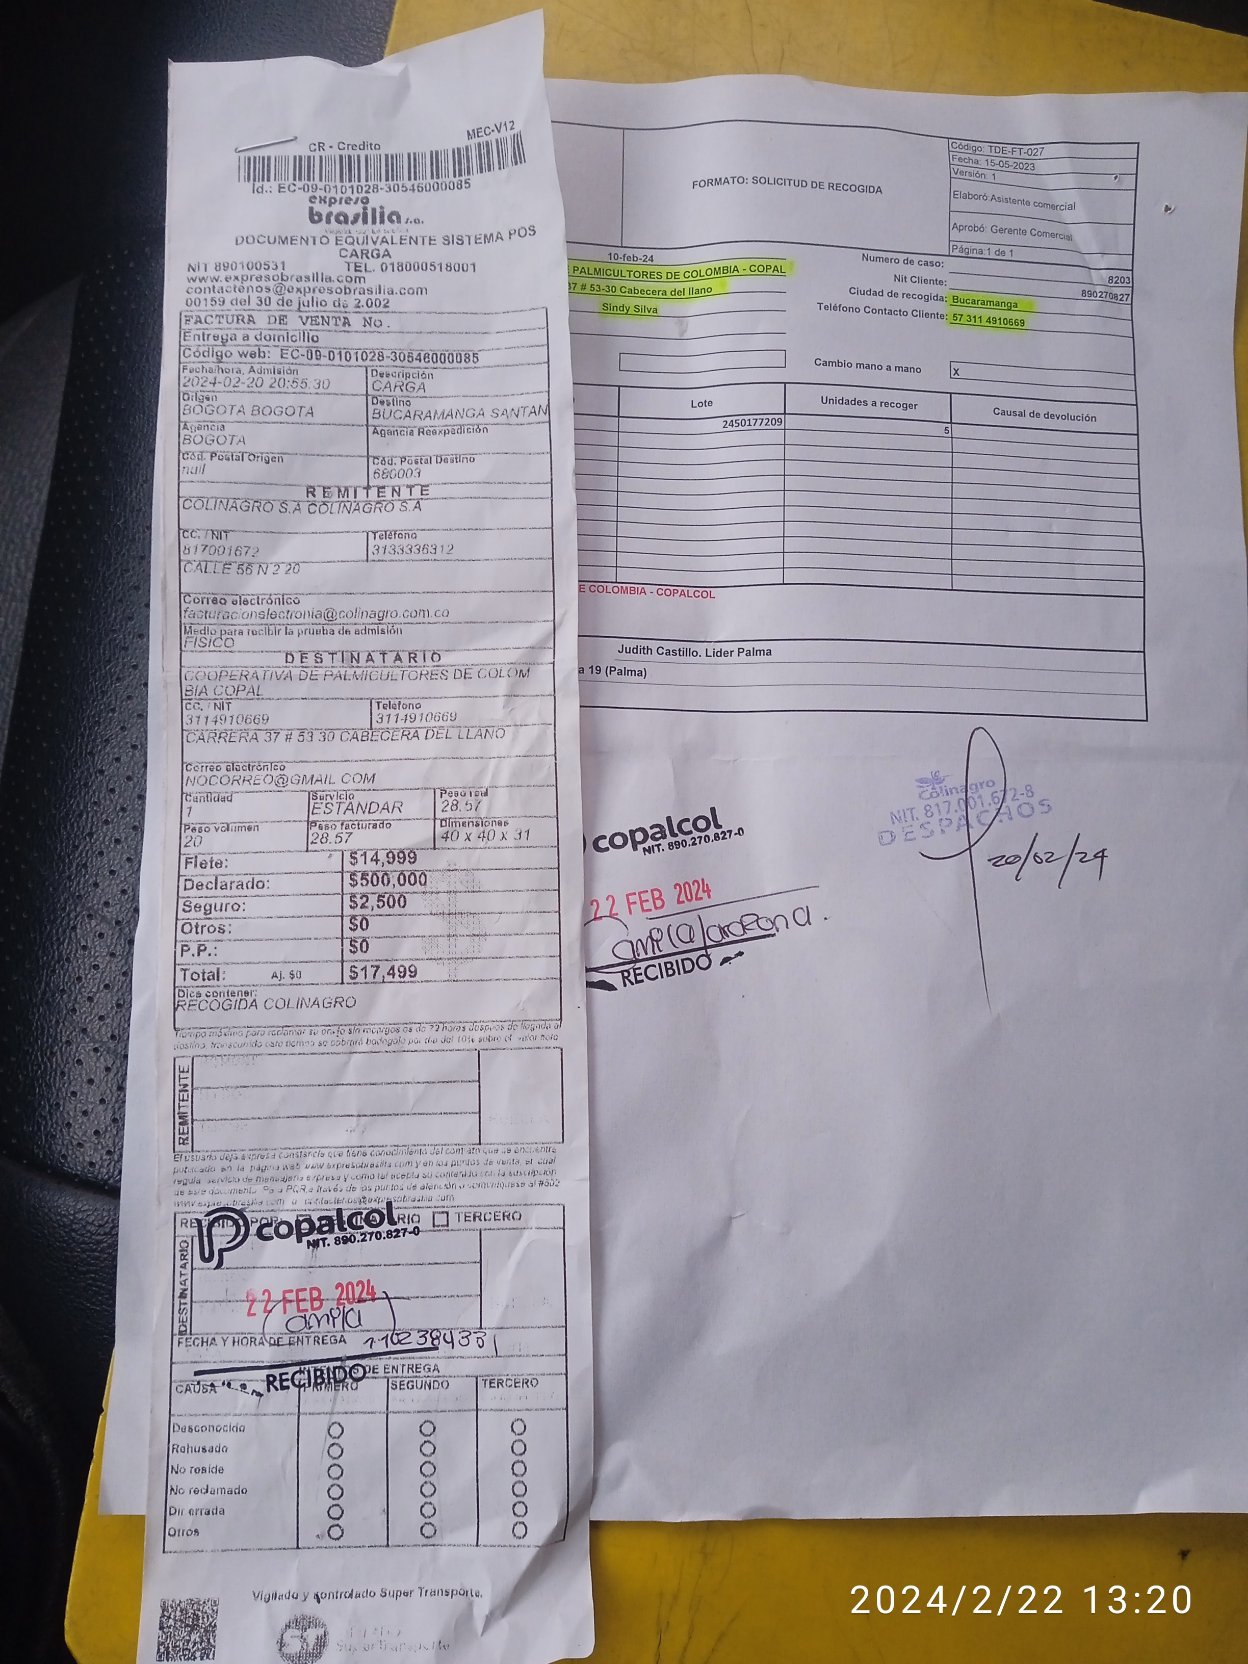 CR - Credito
MEC-V12
Id.: EC-09-0101028-30546000085
expreso
brasilia s.a.
DOCUMENTO EQUIVALENTE SISTEMA POS
CARGA
NIT 890100531 TEL. 018000518001
www.expresobrasilia.com
contactenos@expresobrasilia.com
00159 del 30 de julio de 2.002
FACTURA DE VENTA No.
Entrega a domicilio
Código web: EC-09-0101028-30546000085
Fecha/hora, Admisión Descripción
2024-02-20 20:55.30 CARGA
Origen Destino
BOGOTA BOGOTA BUCARAMANGA SANTAN
Agencia Agencia Reexpedición
BOGOTA
Cód. Postal Origen Cód. Postal Destino
null 680003
REMITENTE
COLINAGRO S.A COLINAGRO S.A
CC. / NIT Teléfono
817001672 3133336312
CALLE 56 N 2 20
Correo electrónico
facturacionelectronia@colinagro.com.co
Medio para recibir la prueba de admisión
FISICO
DESTINATARIO
COOPERATIVA DE PALMICULTORES DE COLOM
BIA COPAL
CC. / NIT Teléfono
3114910669 3114910669
CARRERA 37 # 53 30 CABECERA DEL LLANO
Correo electrónico
NOCORREO@GMAIL COM
Cantidad Servicio Peso real
1 ESTANDAR 28.57
Peso volumen Peso facturado Dimensiones
20 28.57 40 x 40 x 31
Flete: $14,999
Declarado: $500,000
Seguro: $2,500
Otros: $0
P.P.: $0
Total: Aj. $0 $17,499
Dice contener:
RECOGIDA COLINAGRO
REMITENTE
TERCERO
copalcol
NIT. 890.270.827-0
DESTINATARIO
22 FEB 2024
FECHA Y HORA DE ENTREGA
RECIBIDO
DE ENTREGA
CAUSA PRIMERO SEGUNDO TERCERO
Desconocido
Rehusado
No reside
No reclamado
Dir errada
Otros
Vigilado y controlado Super Transporte.
FORMATO: SOLICITUD DE RECOGIDA
Código: TDE-FT-027
Fecha: 15-05-2023
Versión: 1
Elaboró:Asistente comercial
Aprobó: Gerente Comercial
Página:1 de 1
10-feb-24
Numero de caso: 8203
PALMICULTORES DE COLOMBIA - COPAL
Nit Cliente: 890270827
37 # 53-30 Cabecera del llano
Ciudad de recogida: Bucaramanga
Sindy Silva
Teléfono Contacto Cliente: 57 311 4910669
Cambio mano a mano X
Lote Unidades a recoger Causal de devolución
2450177209 5
E COLOMBIA - COPALCOL
Judith Castillo. Lider Palma
a 19 (Palma)
copalcol
NIT. 890.270.827-0
22 FEB 2024
RECIBIDO
Colinagro
NIT. 817.001.672-8
DESPACHOS
20/02/24
2024/2/22 13:20